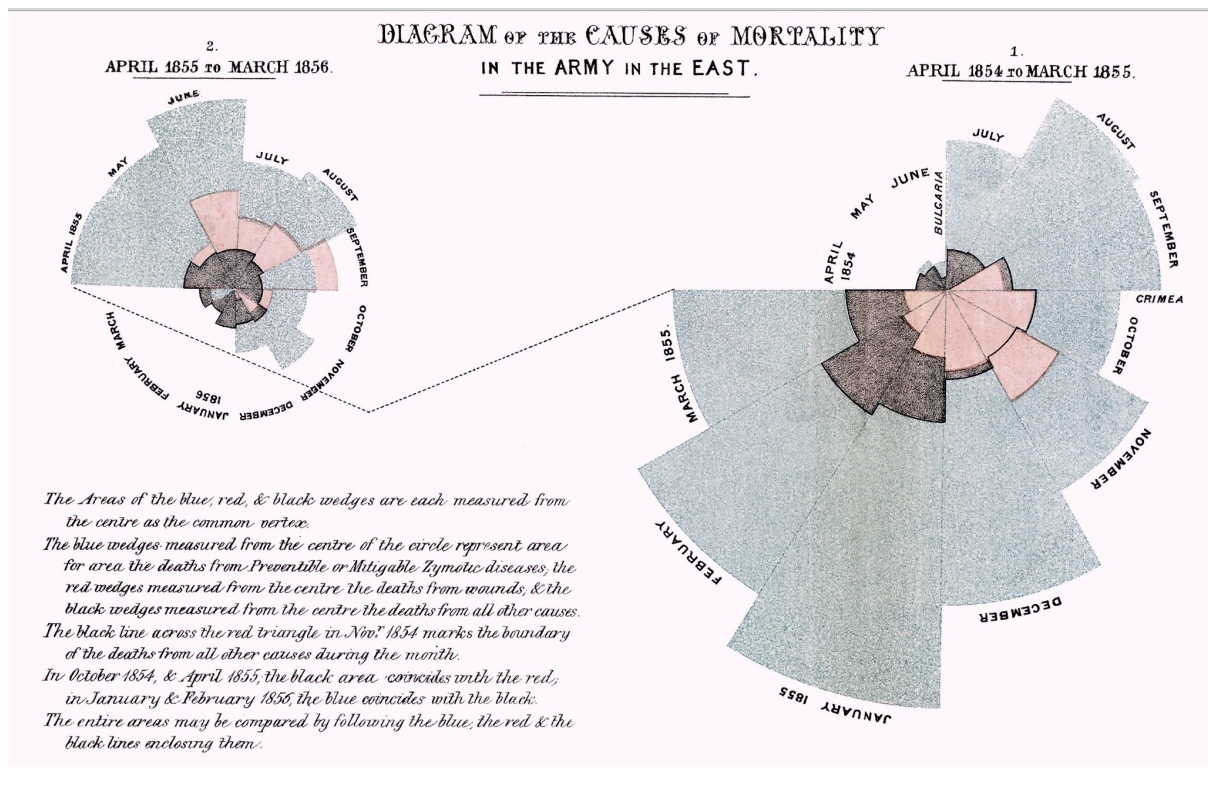 DIAGRAM OF THE CAUSES OF MORTALITY
IN THE ARMY IN THE EAST.
2.
APRIL 1855 TO MARCH 1856.
JUNE
JULY
MAY
AUGUST
APRIL 1855
SEPTEMBER
OCTOBER
NOVEMBER
DECEMBER
JANUARY
1856
FEBRUARY
MARCH
1.
APRIL 1854 TO MARCH 1855.
JULY
AUGUST
JUNE
BULGARIA
MAY
SEPTEMBER
APRIL
1854
CRIMEA
OCTOBER
MARCH 1855.
NOVEMBER
FEBRUARY
DECEMBER
JANUARY 1855
The Areas of the blue, red, & black wedges are each measured from
the centre as the common vertex.
The blue wedges measured from the centre of the circle represent area
for area the deaths from Preventible or Mitigable Zymotic diseases; the
red wedges measured from the centre the deaths from wounds; & the
black wedges measured from the centre the deaths from all other causes.
The black line across the red triangle in Novr. 1854 marks the boundary
of the deaths from all other causes during the month.
In October 1854, & April 1855; the black area coincides with the red;
in January & February 1856, the blue coincides with the black.
The entire areas may be compared by following the blue, the red & the
black lines enclosing them.